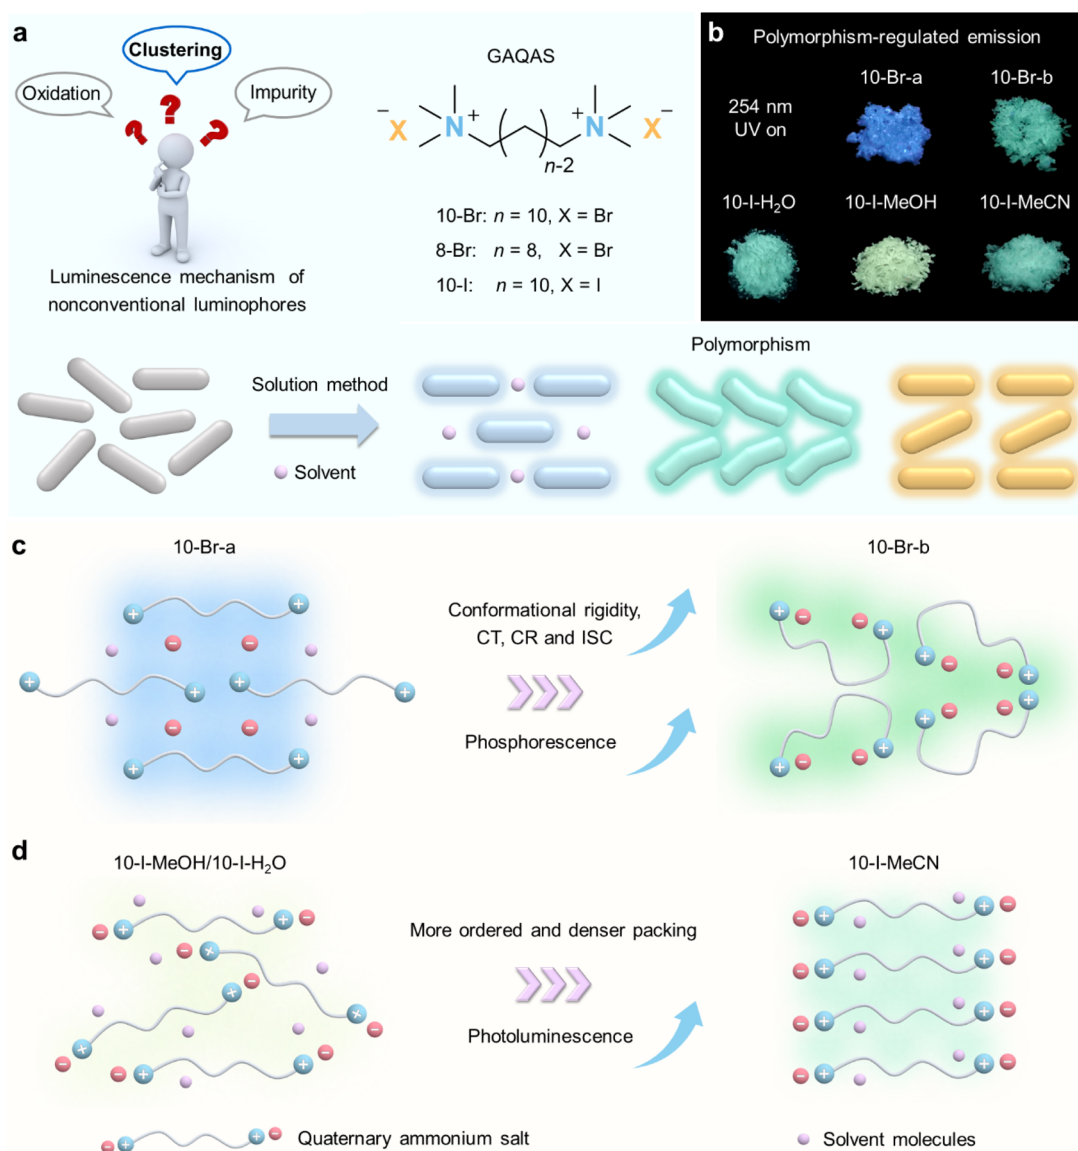 a
Clustering
Oxidation
Impurity
? ? ?
Luminescence mechanism of
nonconventional luminophores
GAQAS
X⁻ N⁺ N⁺ X⁻
n-2
10-Br: n = 10, X = Br
8-Br: n = 8, X = Br
10-I: n = 10, X = I
b
Polymorphism-regulated emission
254 nm
UV on
10-Br-a
10-Br-b
10-I-H₂O
10-I-MeOH
10-I-MeCN
Solution method
Solvent
Polymorphism
c
10-Br-a
Conformational rigidity,
CT, CR and ISC
Phosphorescence
10-Br-b
d
10-I-MeOH/10-I-H₂O
More ordered and denser packing
Photoluminescence
10-I-MeCN
Quaternary ammonium salt
Solvent molecules